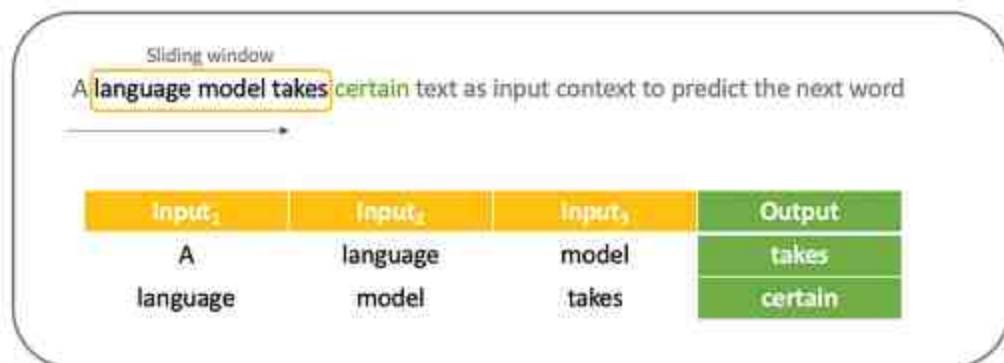 Sliding window
A language model takes certain text as input context to predict the next word
Input₁ Input₂ Input₃ Output
A language model takes
language model takes certain